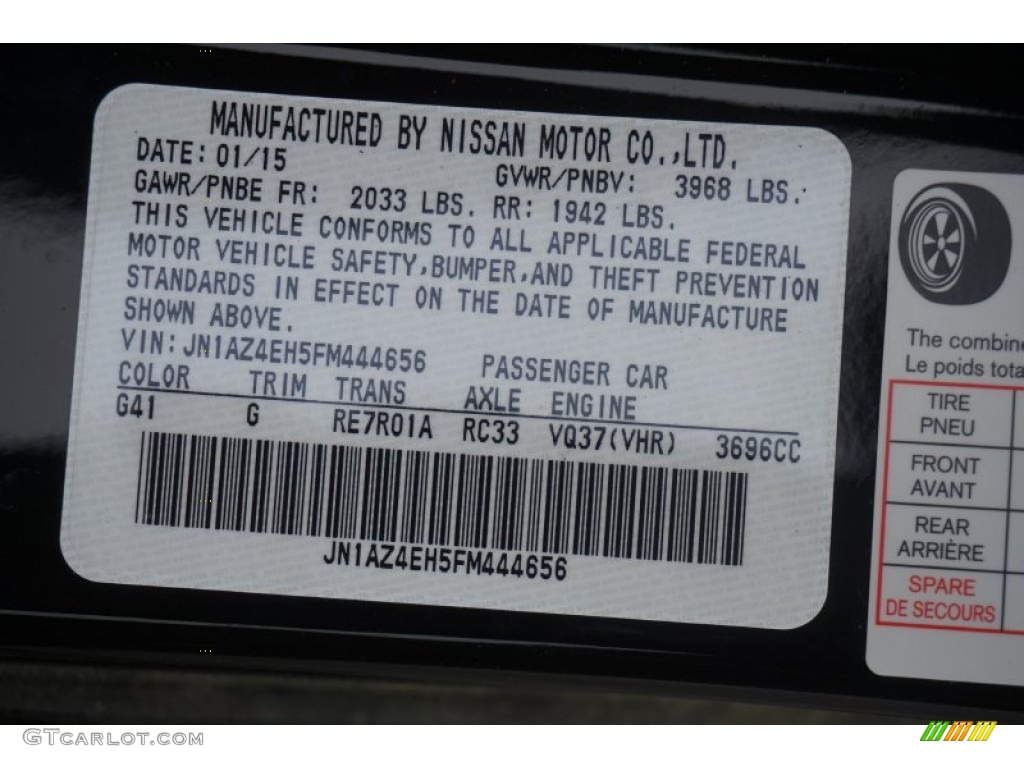 MANUFACTURED BY NISSAN MOTOR CO.,LTD.
DATE: 01/15 GVWR/PNBV: 3968 LBS.
GAWR/PNBE FR: 2033 LBS. RR: 1942 LBS.
THIS VEHICLE CONFORMS TO ALL APPLICABLE FEDERAL
MOTOR VEHICLE SAFETY,BUMPER,AND THEFT PREVENTION
STANDARDS IN EFFECT ON THE DATE OF MANUFACTURE
SHOWN ABOVE.
VIN:JN1AZ4EH5FM444656 PASSENGER CAR
COLOR TRIM TRANS AXLE ENGINE
G41 G RE7R01A RC33 VQ37(VHR) 3696CC
JN1AZ4EH5FM444656
The combine
Le poids tota
TIRE
PNEU
FRONT
AVANT
REAR
ARRIÈRE
SPARE
DE SECOURS
GTCarlot.com